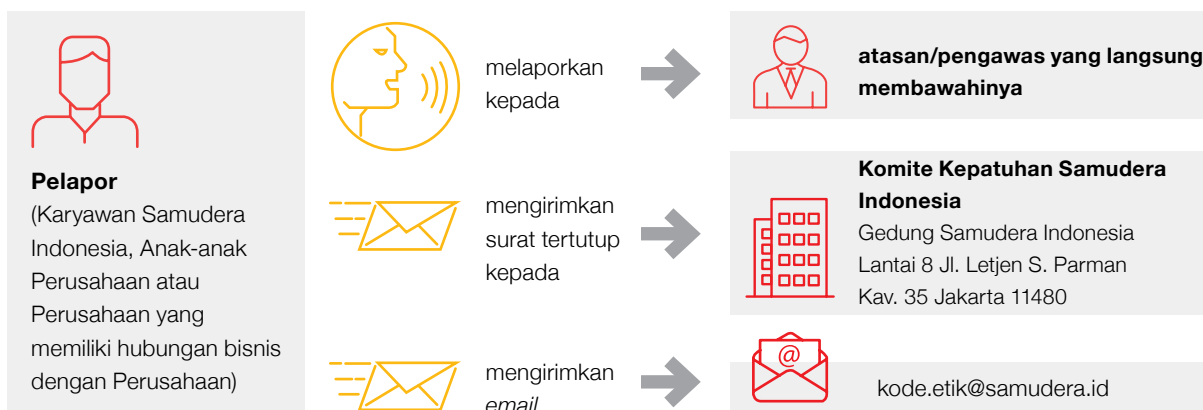 Pelapor
(Karyawan Samudera
Indonesia, Anak-anak
Perusahaan atau
Perusahaan yang
memiliki hubungan bisnis
dengan Perusahaan)
melaporkan
kepada
atasan/pengawas yang langsung
membawahinya
mengirimkan
surat tertutup
kepada
Komite Kepatuhan Samudera
Indonesia
Gedung Samudera Indonesia
Lantai 8 Jl. Letjen S. Parman
Kav. 35 Jakarta 11480
mengirimkan
email
@
kode.etik@samudera.id